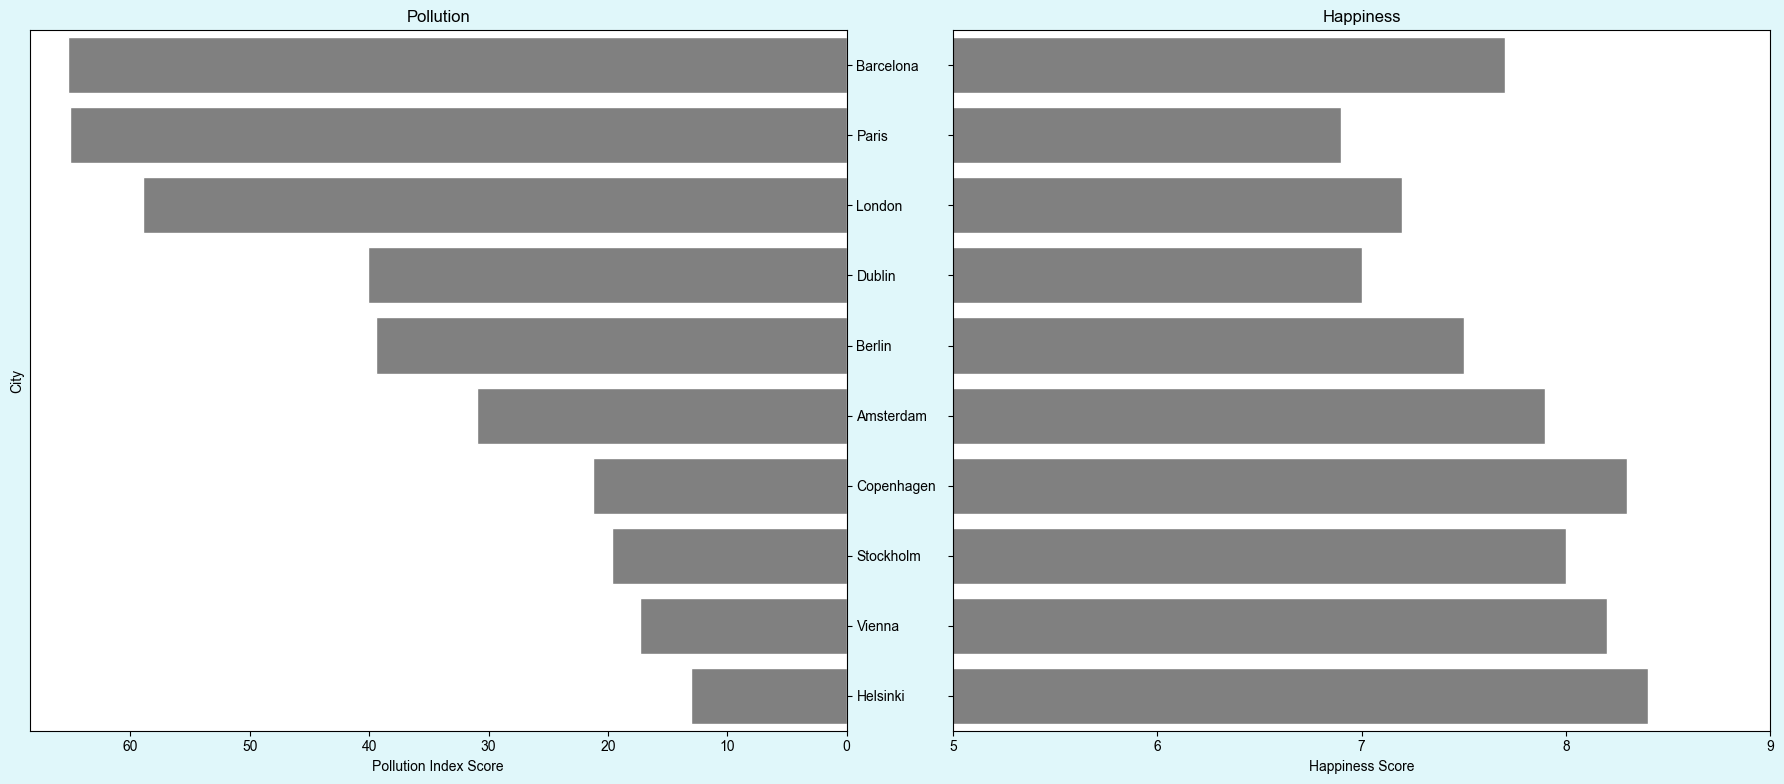 Pollution
Happiness
Barcelona
Paris
London
Dublin
Berlin
City
Amsterdam
Copenhagen
Stockholm
Vienna
Helsinki
60 50 40 30 20 10 0
5 6 7 8 9
Pollution Index Score
Happiness Score